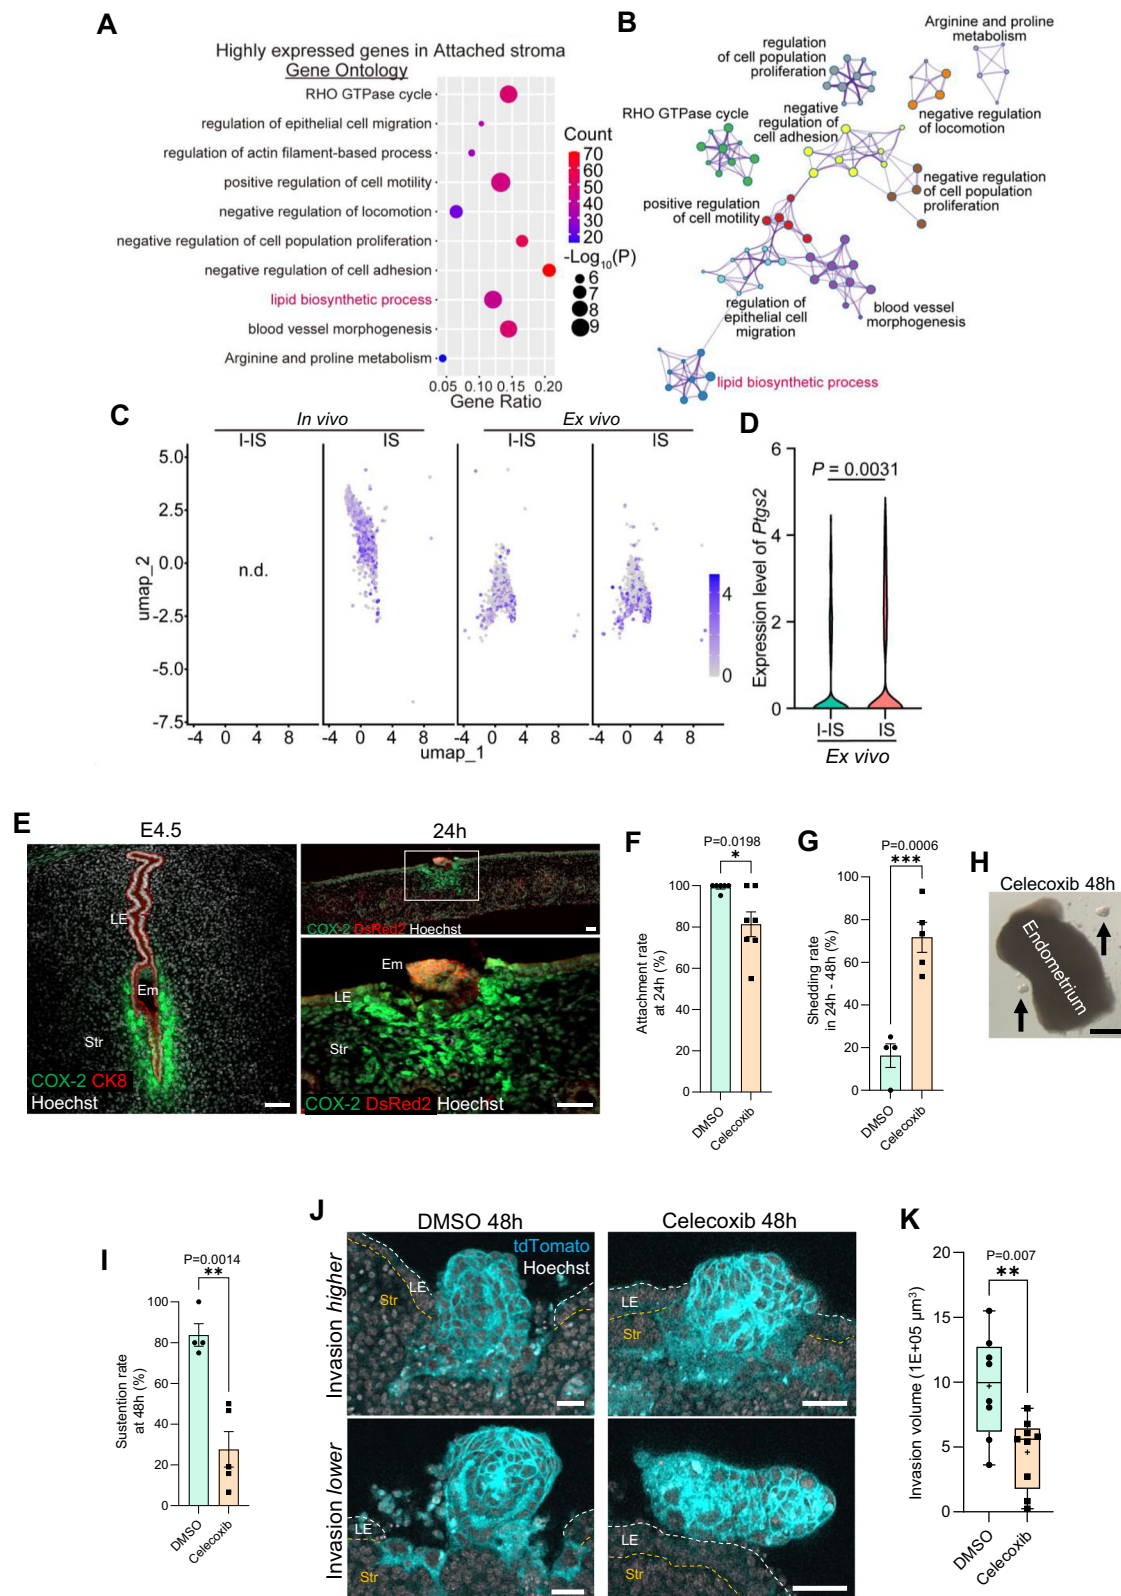 A
Highly expressed genes in Attached stroma
Gene Ontology
RHO GTPase cycle
regulation of epithelial cell migration
regulation of actin filament-based process
positive regulation of cell motility
negative regulation of locomotion
negative regulation of cell population proliferation
negative regulation of cell adhesion
lipid biosynthetic process
blood vessel morphogenesis
Arginine and proline metabolism
0.05 0.10 0.15 0.20
Gene Ratio
Count
70
60
50
40
30
20
-Log10(P)
6
7
8
9
B
Arginine and proline
metabolism
regulation
of cell population
proliferation
negative regulation
of locomotion
negative
regulation of
cell adhesion
RHO GTPase cycle
negative regulation
of cell population
proliferation
positive regulation
of cell motility
regulation of
epithelial cell
migration
blood vessel
morphogenesis
lipid biosynthetic process
C
In vivo
Ex vivo
I-IS IS I-IS IS
5.0
2.5
0.0
-2.5
-5.0
-7.5
umap_2
n.d.
4
0
-4 0 4 8 -4 0 4 8 -4 0 4 8 -4 0 4 8
umap_1
D
P = 0.0031
Expression level of Ptgs2
6
4
2
0
I-IS IS
Ex vivo
E
E4.5
LE
Em
Str
COX-2 CK8
Hoechst
24h
COX-2 DsRed2 Hoechst
Em
LE
Str
COX-2 DsRed2 Hoechst
F
P=0.0198
*
Attachment rate
at 24h (%)
100
80
60
40
20
0
DMSO
Celecoxib
G
P=0.0006
***
Shedding rate
in 24h - 48h (%)
100
80
60
40
20
0
DMSO
Celecoxib
H
Celecoxib 48h
Endometrium
I
P=0.0014
**
Sustention rate
at 48h (%)
100
80
60
40
20
0
DMSO
Celecoxib
J
DMSO 48h
Celecoxib 48h
Invasion higher
tdTomato
Hoechst
LE
Str
LE
Str
Invasion lower
LE
Str
LE
Str
K
P=0.007
**
Invasion volume (1E+05 µm³)
20
15
10
5
0
DMSO
Celecoxib